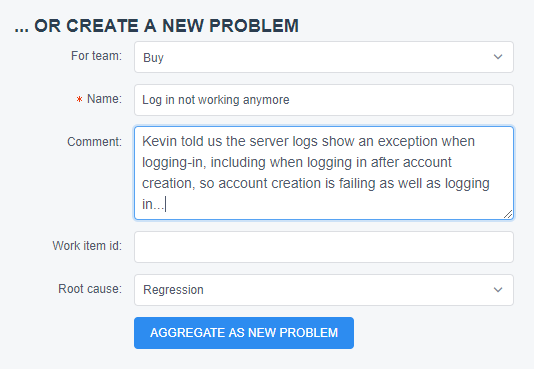 ... OR CREATE A NEW PROBLEM
For team: Buy
* Name: Log in not working anymore
Comment: Kevin told us the server logs show an exception when
logging-in, including when logging in after account
creation, so account creation is failing as well as logging
in...
Work item id:
Root cause: Regression
AGGREGATE AS NEW PROBLEM